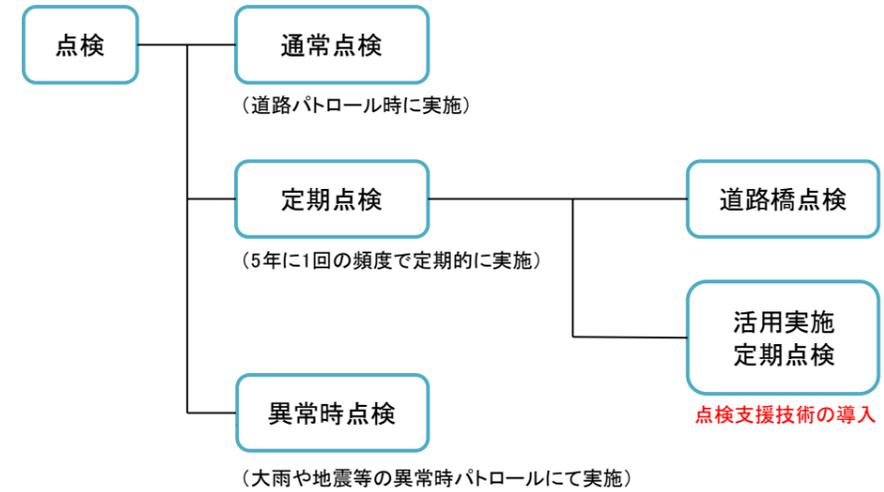 点検
通常点検
（道路パトロール時に実施）
定期点検
（5年に1回の頻度で定期的に実施）
道路橋点検
活用実施
定期点検
点検支援技術の導入
異常時点検
（大雨や地震等の異常時パトロールにて実施）